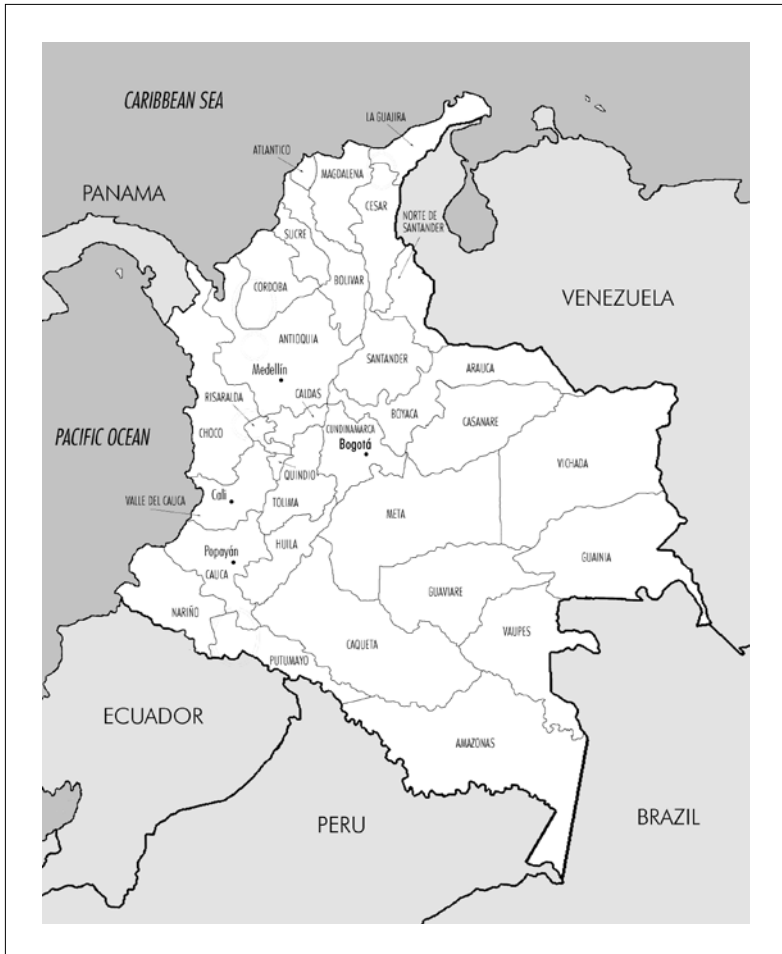 CARIBBEAN SEA
LA GUAJIRA
ATLANTICO
MAGDALENA
PANAMA
CESAR
NORTE DE
SANTANDER
SUCRE
BOLIVAR
CORDOBA
VENEZUELA
ANTIOQUIA
SANTANDER
ARAUCA
Medellín
CALDAS
RISARALDA
BOYACA
CASANARE
CUNDINAMARCA
CHOCO
PACIFIC OCEAN
Bogotá
VICHADA
QUINDIO
Cali
VALLE DEL CAUCA
TOLIMA
META
HUILA
Popayán
GUAINIA
CAUCA
GUAVIARE
NARIÑO
VAUPES
CAQUETA
PUTUMAYO
ECUADOR
AMAZONAS
PERU
BRAZIL